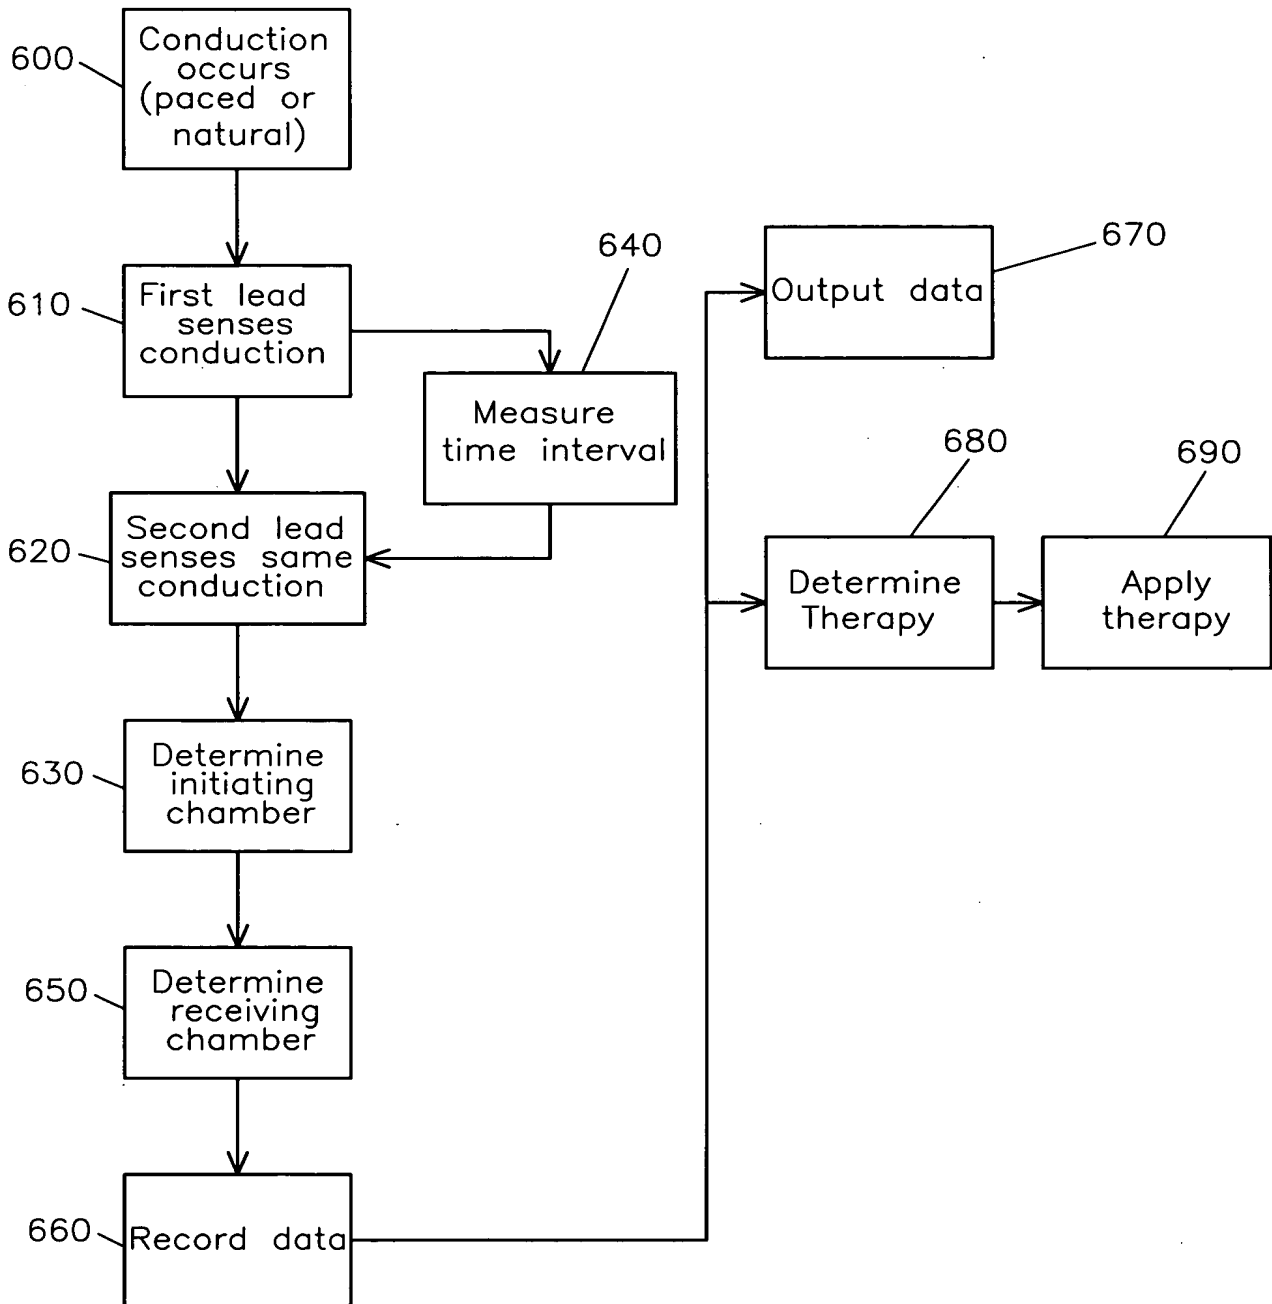 600
Conduction
occurs
(paced or
natural)
610
First lead
senses
conduction
640
Measure
time interval
620
Second lead
senses same
conduction
630
Determine
initiating
chamber
650
Determine
receiving
chamber
660
Record data
670
Output data
680
Determine
Therapy
690
Apply
therapy